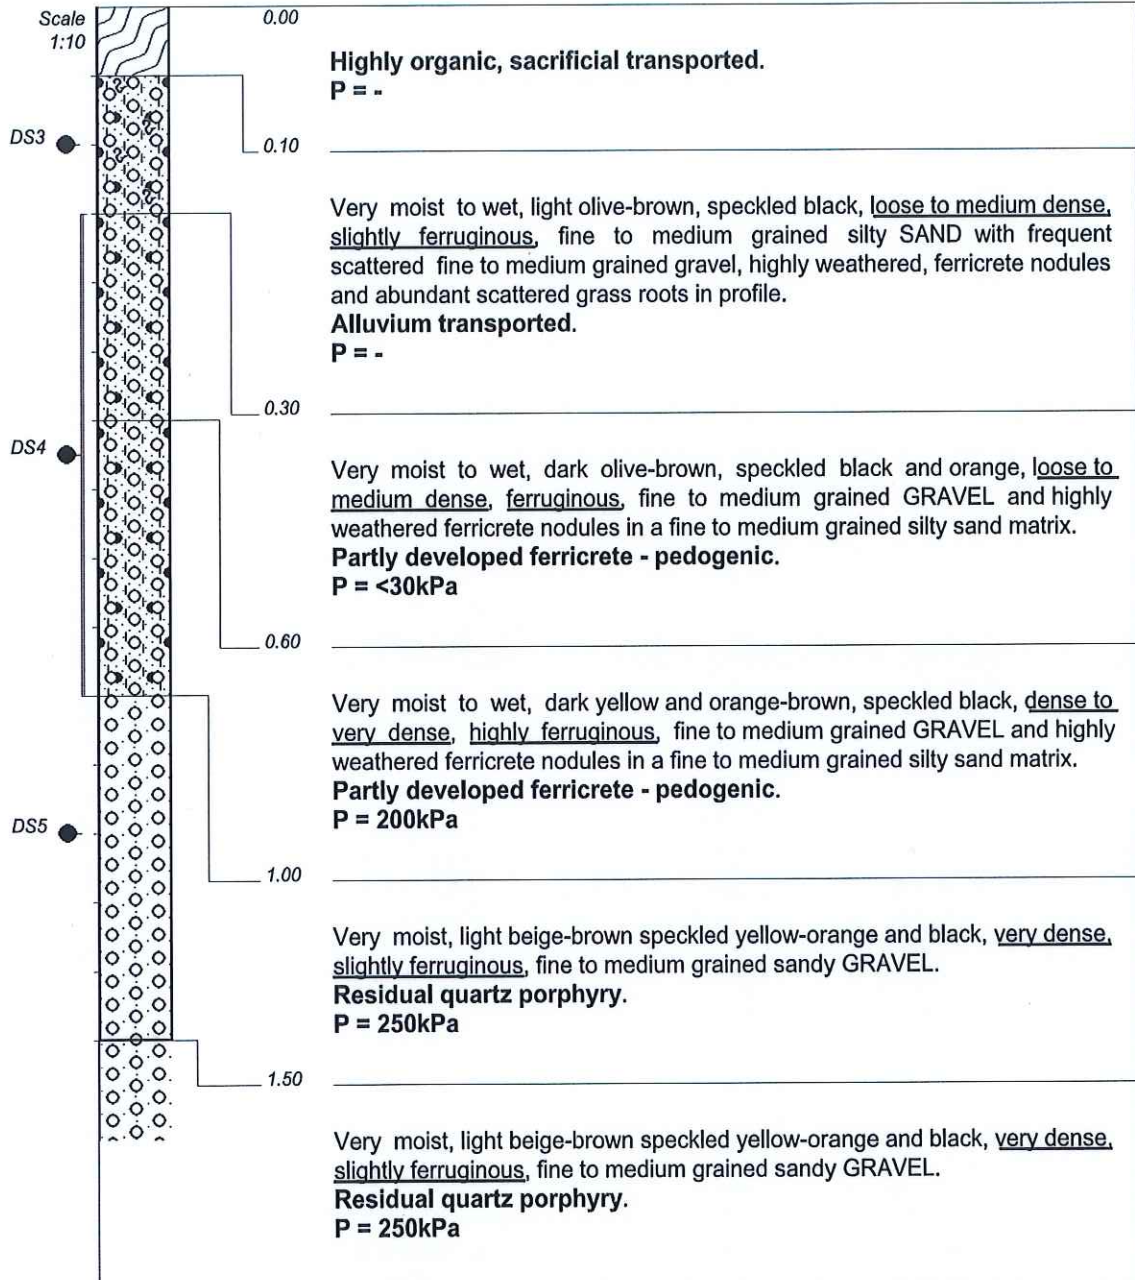 Scale
1:10
0.00
Highly organic, sacrificial transported.
P = -
DS3
0.10
Very moist to wet, light olive-brown, speckled black, loose to medium dense,
slightly ferruginous, fine to medium grained silty SAND with frequent
scattered fine to medium grained gravel, highly weathered, ferricrete nodules
and abundant scattered grass roots in profile.
Alluvium transported.
P = -
0.30
DS4
Very moist to wet, dark olive-brown, speckled black and orange, loose to
medium dense, ferruginous, fine to medium grained GRAVEL and highly
weathered ferricrete nodules in a fine to medium grained silty sand matrix.
Partly developed ferricrete - pedogenic.
P = <30kPa
0.60
Very moist to wet, dark yellow and orange-brown, speckled black, dense to
very dense, highly ferruginous, fine to medium grained GRAVEL and highly
weathered ferricrete nodules in a fine to medium grained silty sand matrix.
Partly developed ferricrete - pedogenic.
P = 200kPa
DS5
1.00
Very moist, light beige-brown speckled yellow-orange and black, very dense,
slightly ferruginous, fine to medium grained sandy GRAVEL.
Residual quartz porphyry.
P = 250kPa
1.50
Very moist, light beige-brown speckled yellow-orange and black, very dense,
slightly ferruginous, fine to medium grained sandy GRAVEL.
Residual quartz porphyry.
P = 250kPa